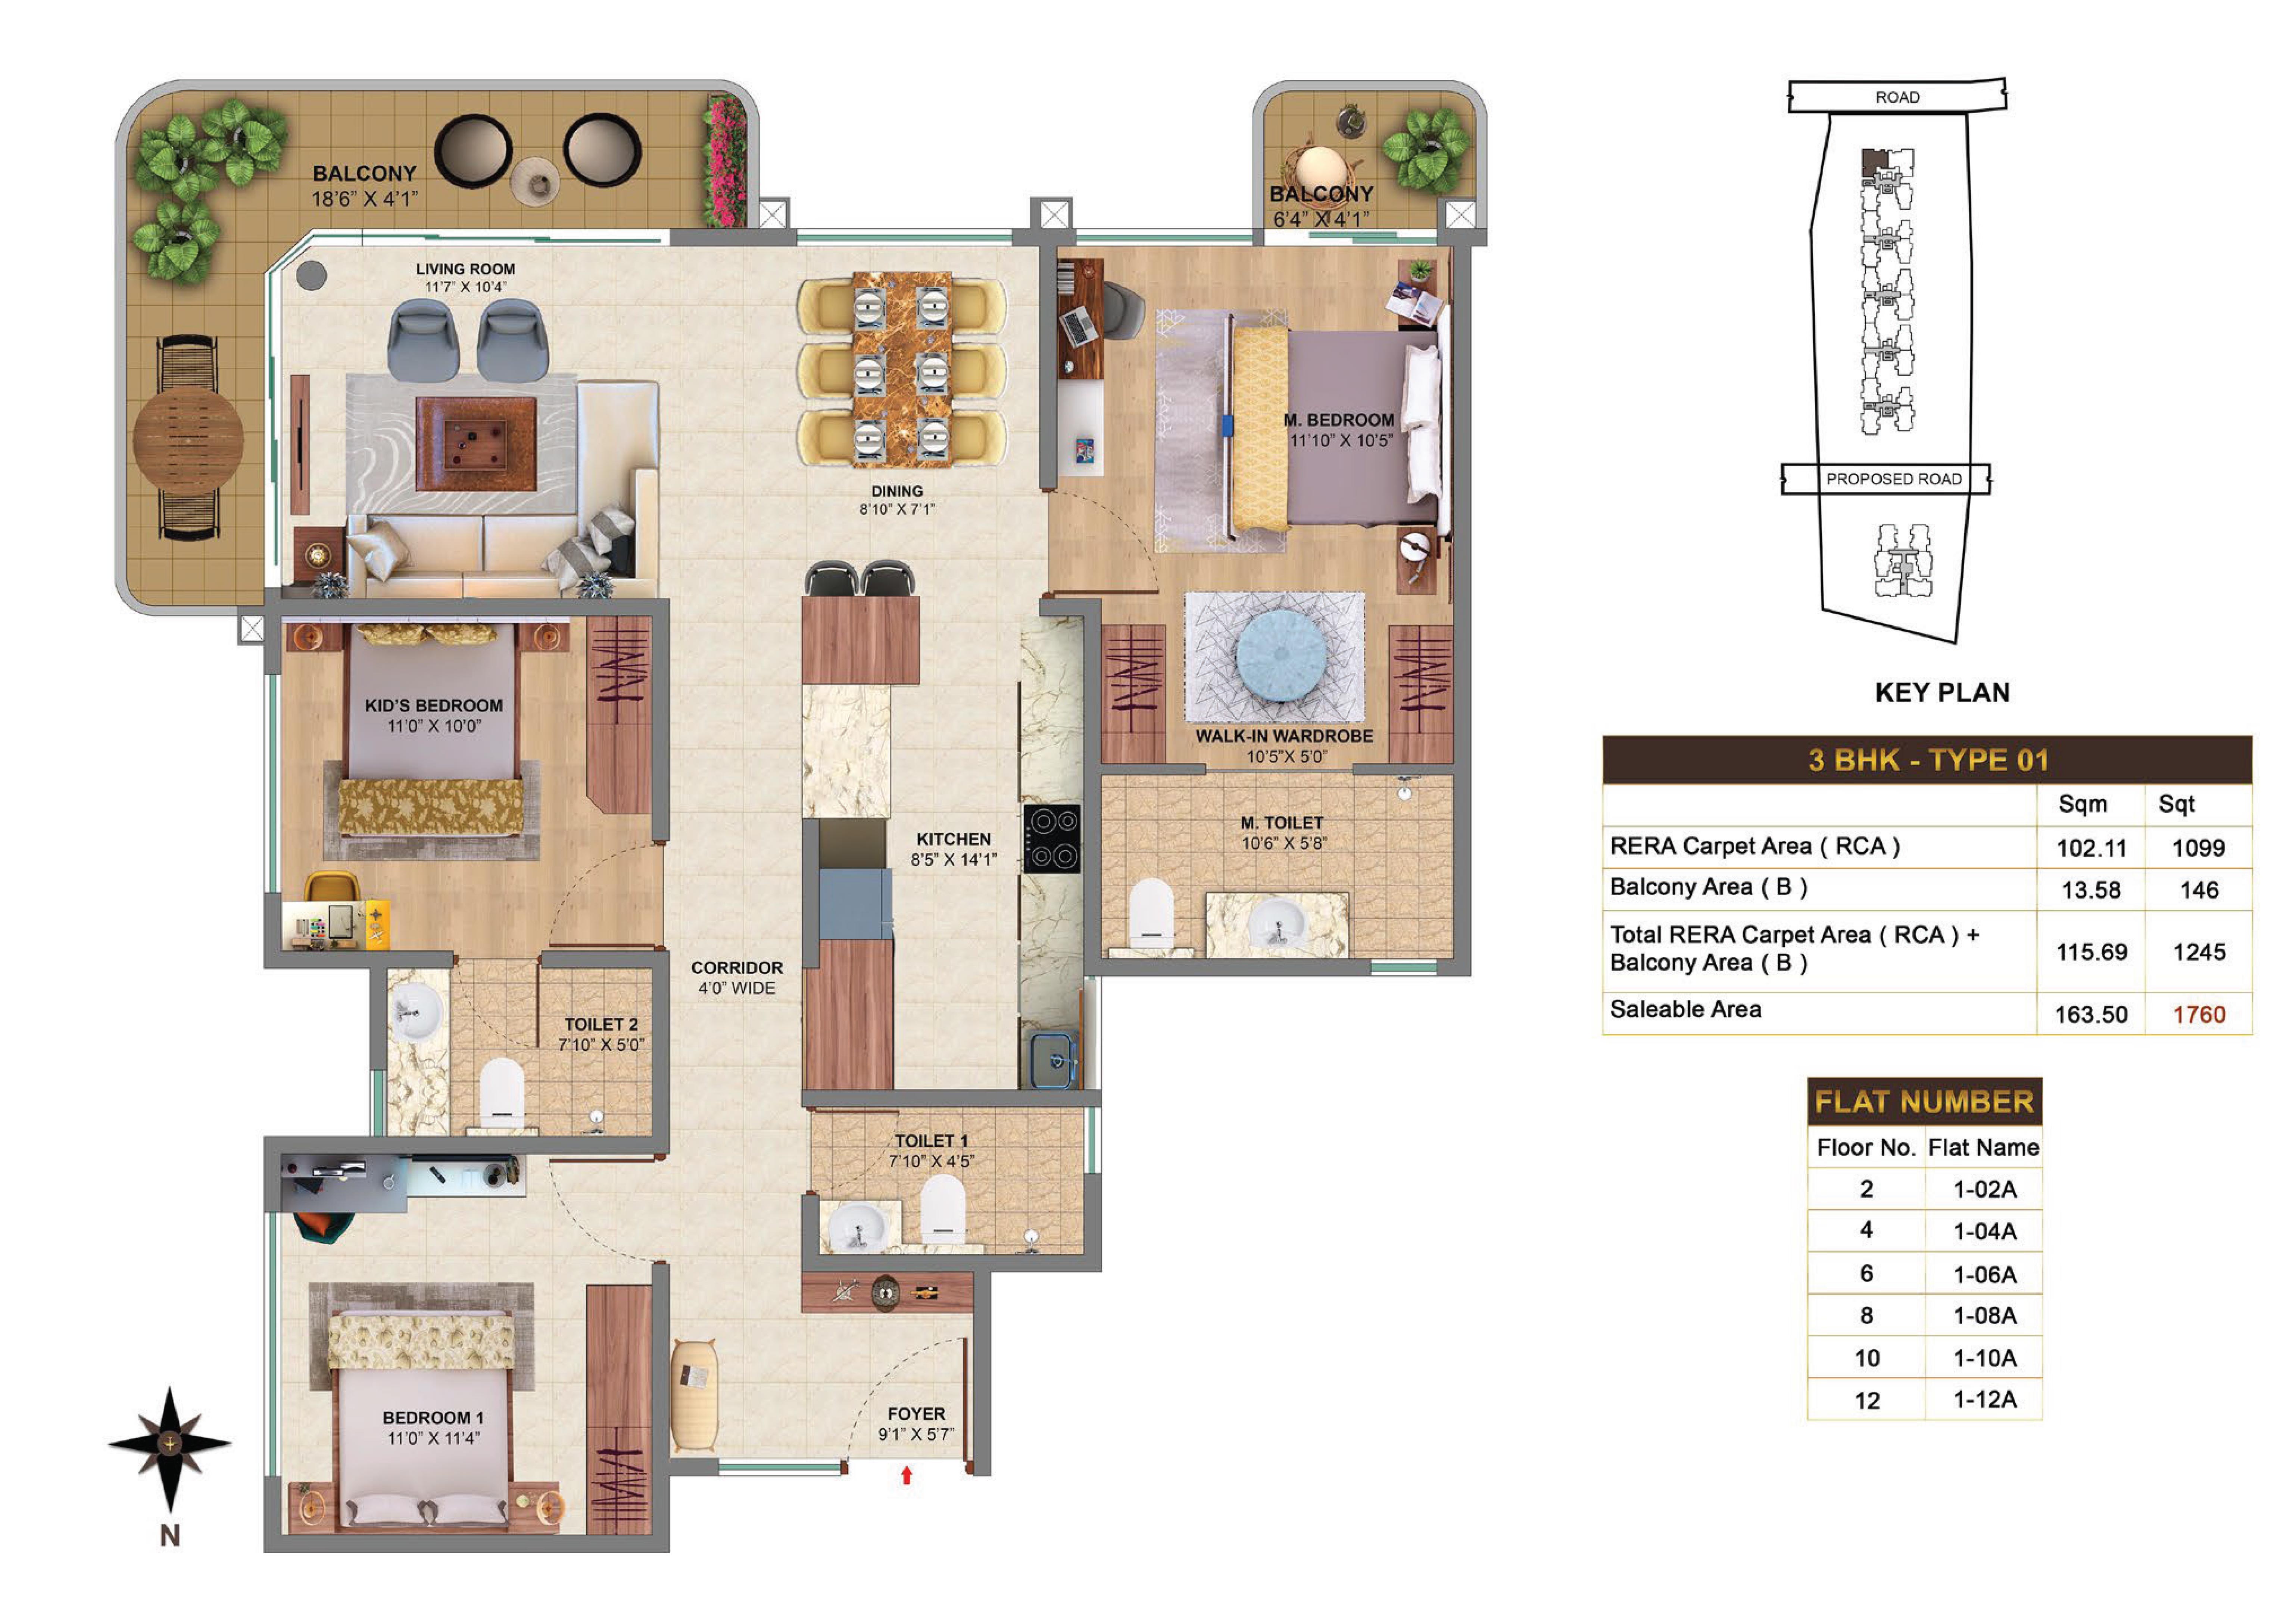 BALCONY
18'6" X 4'1"
BALCONY
6'4" X 4'1"
LIVING ROOM
11'7" X 10'4"
M. BEDROOM
11'10" X 10'5"
DINING
8'10" X 7'1"
KID'S BEDROOM
11'0" X 10'0"
WALK-IN WARDROBE
10'5"X 5'0"
KITCHEN
8'5" X 14'1"
M. TOILET
10'6" X 5'8"
CORRIDOR
4'0" WIDE
TOILET 2
7'10" X 5'0"
TOILET 1
7'10" X 4'5"
BEDROOM 1
11'0" X 11'4"
FOYER
9'1" X 5'7"
N
ROAD
PROPOSED ROAD
KEY PLAN
3 BHK - TYPE 01
Sqm Sqt
RERA Carpet Area ( RCA ) 102.11 1099
Balcony Area ( B ) 13.58 146
Total RERA Carpet Area ( RCA ) +
Balcony Area ( B ) 115.69 1245
Saleable Area 163.50 1760
FLAT NUMBER
Floor No. Flat Name
2 1-02A
4 1-04A
6 1-06A
8 1-08A
10 1-10A
12 1-12A